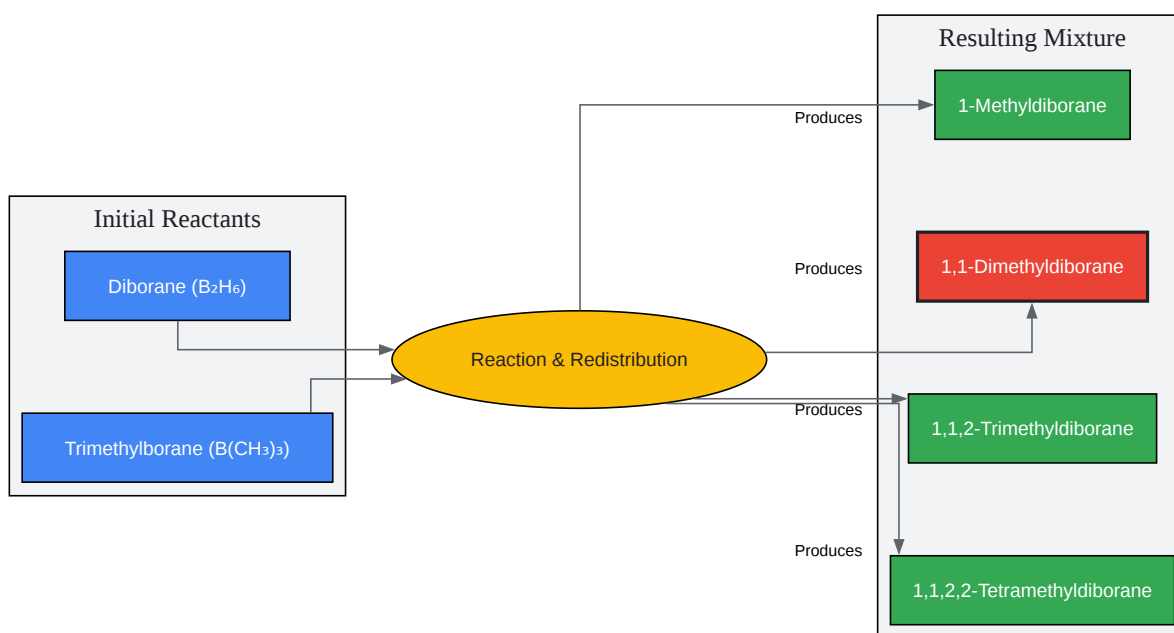 Resulting Mixture
1-Methyldiborane
Produces
Initial Reactants
1,1-Dimethyldiborane
Produces
Diborane (B₂H₆)
Reaction & Redistribution
Produces
1,1,2-Trimethyldiborane
Trimethylborane (B(CH₃)₃)
Produces
1,1,2,2-Tetramethyldiborane